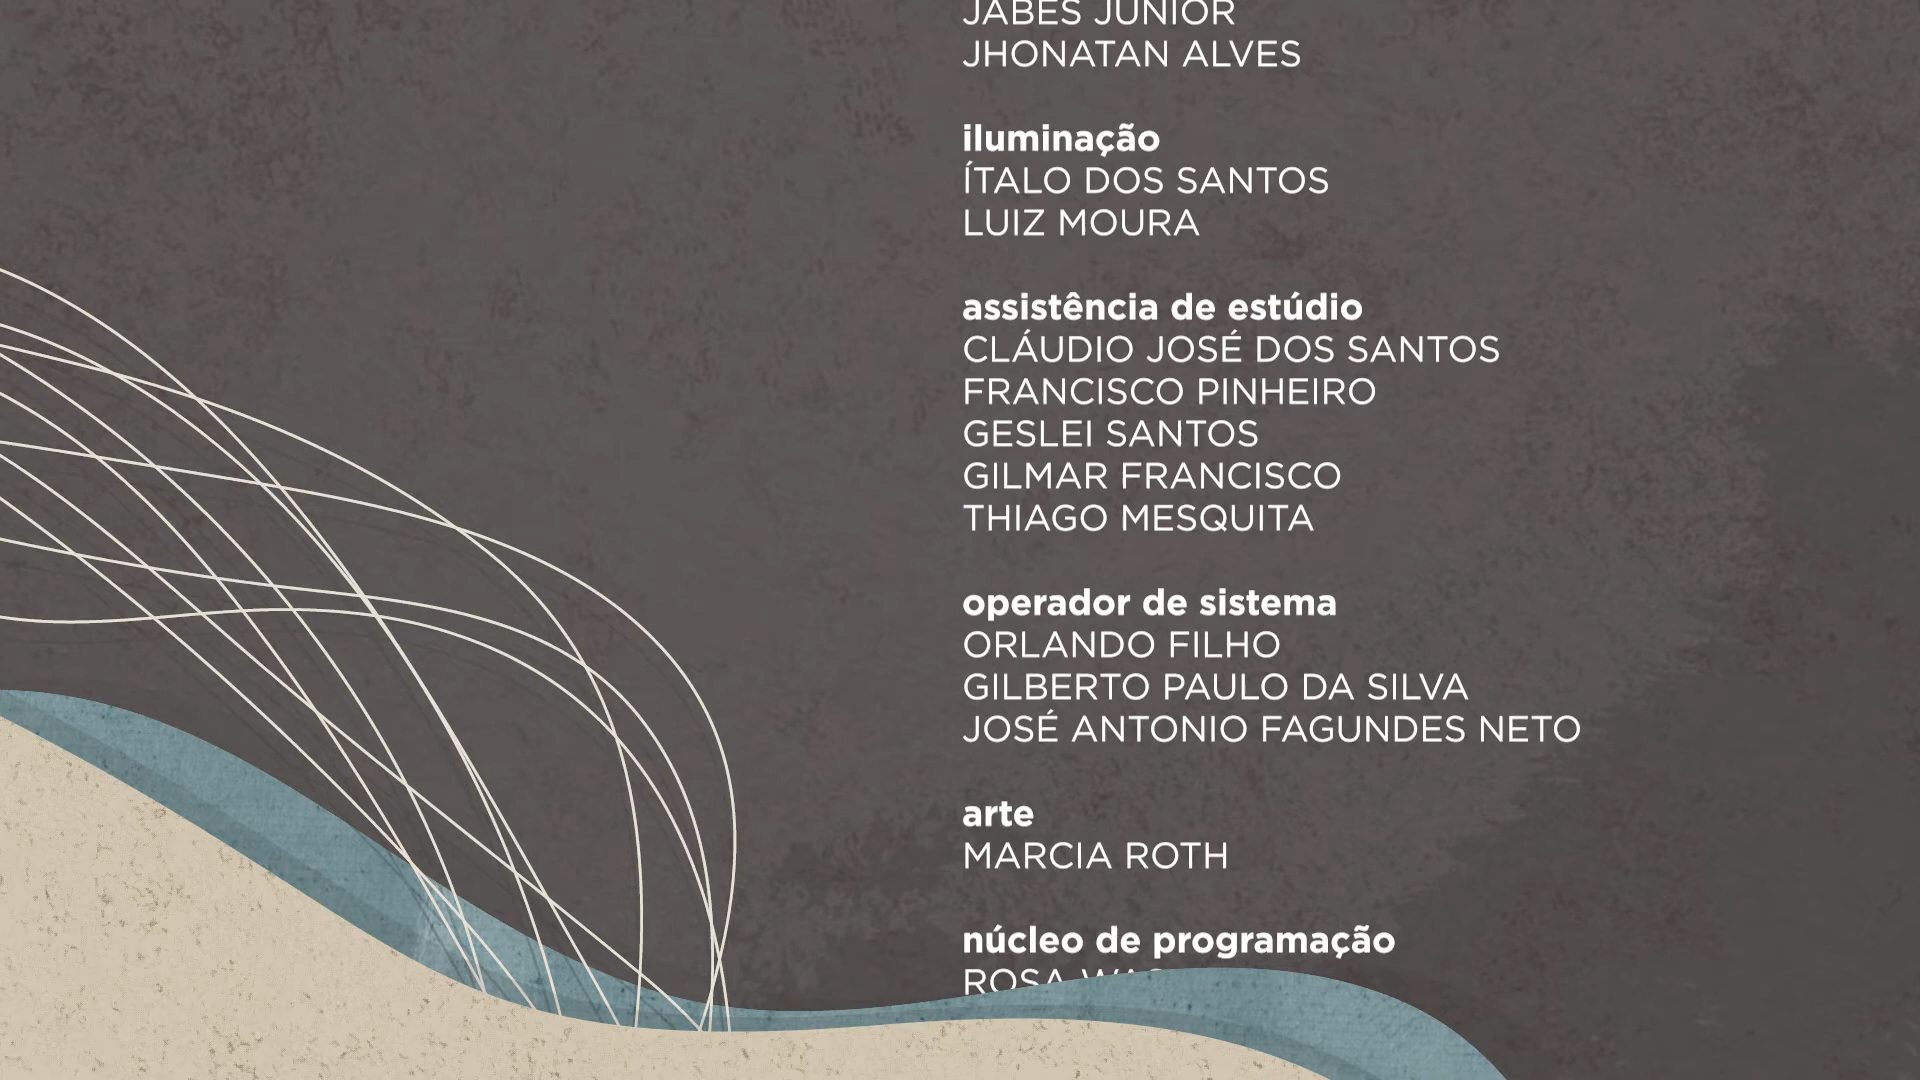 JABES JUNIOR
JHONATAN ALVES
iluminação
ÍTALO DOS SANTOS
LUIZ MOURA
assistência de estúdio
CLÁUDIO JOSÉ DOS SANTOS
FRANCISCO PINHEIRO
GESLEI SANTOS
GILMAR FRANCISCO
THIAGO MESQUITA
operador de sistema
ORLANDO FILHO
GILBERTO PAULO DA SILVA
JOSÉ ANTONIO FAGUNDES NETO
arte
MARCIA ROTH
núcleo de programação
ROSA